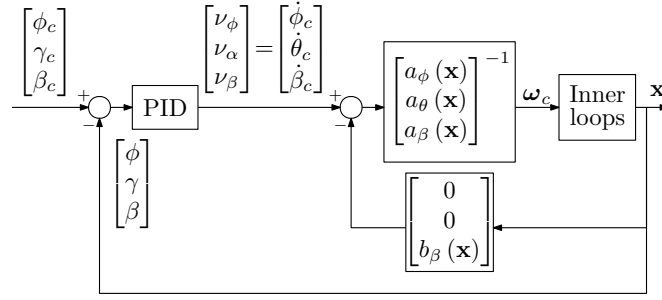 [ϕ_c γ_c β_c]
+
−
PID
[ν_ϕ ν_α ν_β] = [ϕ̇_c θ̇_c β̇_c]
+
−
[a_ϕ (𝐱) a_θ (𝐱) a_β (𝐱)]⁻¹
𝝎_c
Inner
loops
𝐱
[ϕ γ β]
[0 0 b_β (𝐱)]